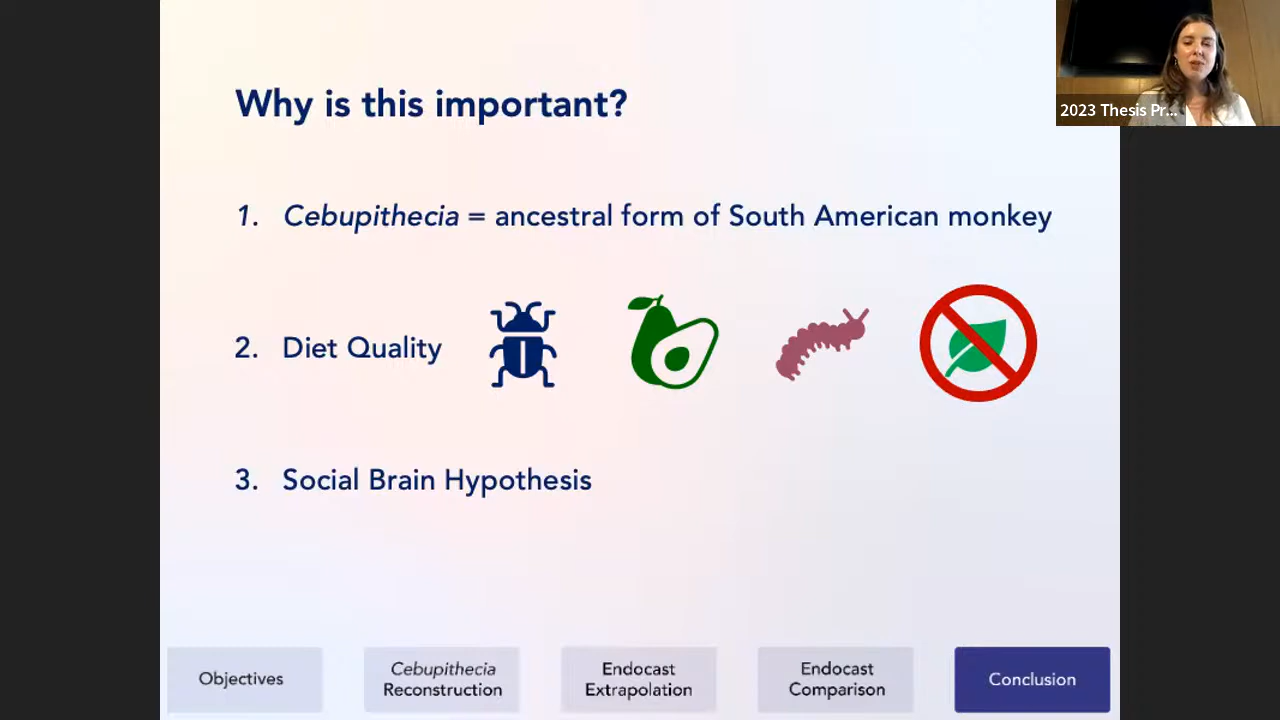 2023 Thesis Pr...
Why is this important?
1. Cebupithecia = ancestral form of South American monkey
2. Diet Quality
3. Social Brain Hypothesis
Objectives
Cebupithecia
Reconstruction
Endocast
Extrapolation
Endocast
Comparison
Conclusion